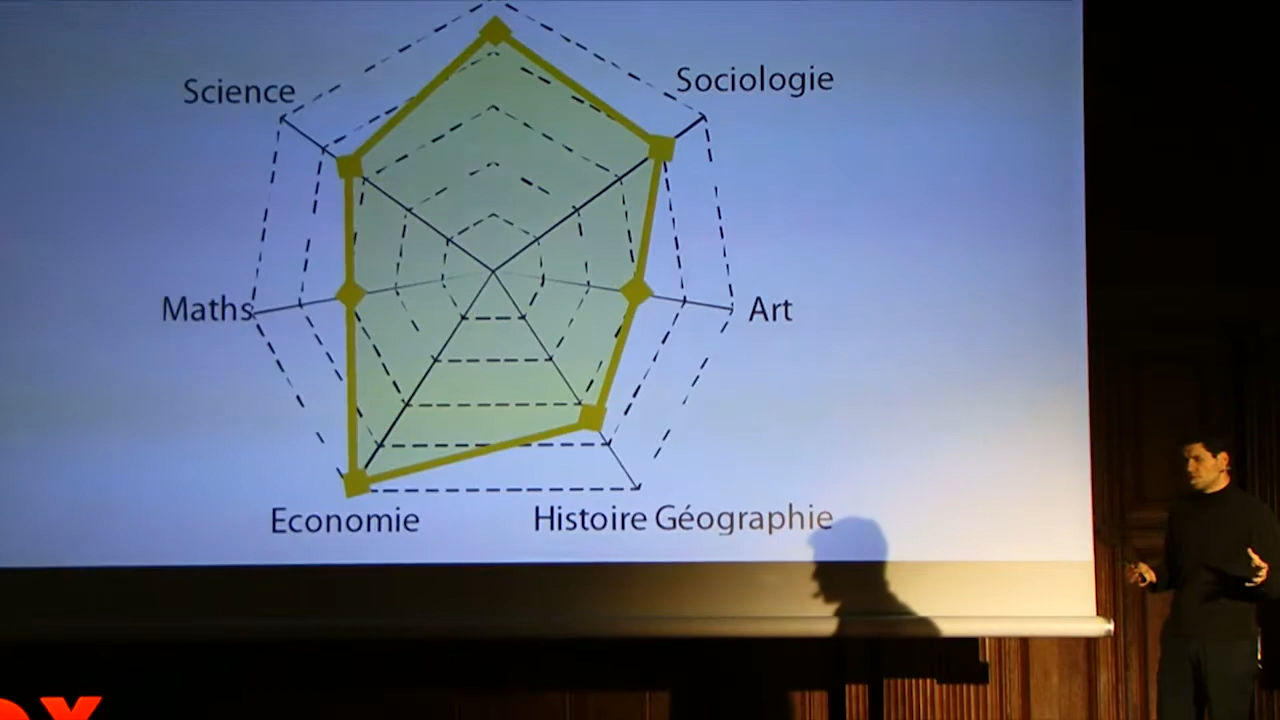 Science
Sociologie
Maths
Art
Economie
Histoire Géographie
X